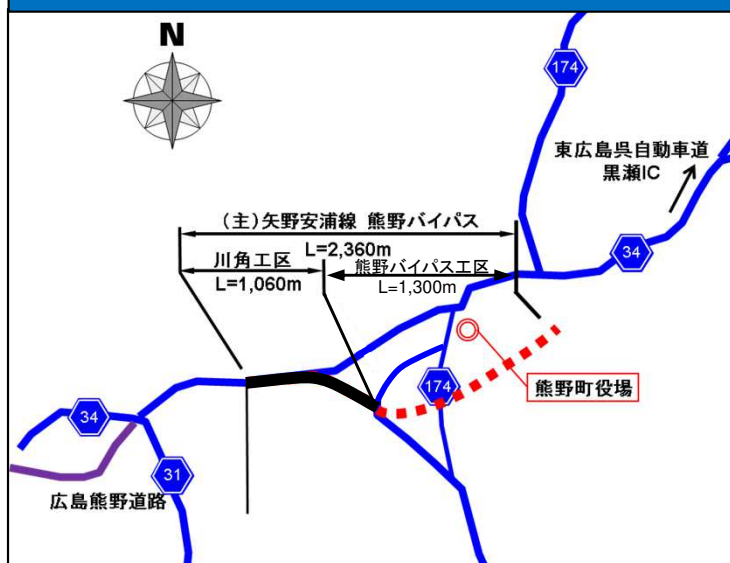 N
174
東広島呉自動車道
黒瀬IC
(主)矢野安浦線 熊野バイパス
L=2,360m
34
川角工区
熊野バイパス工区
L=1,060m
L=1,300m
174
熊野町役場
34
31
広島熊野道路